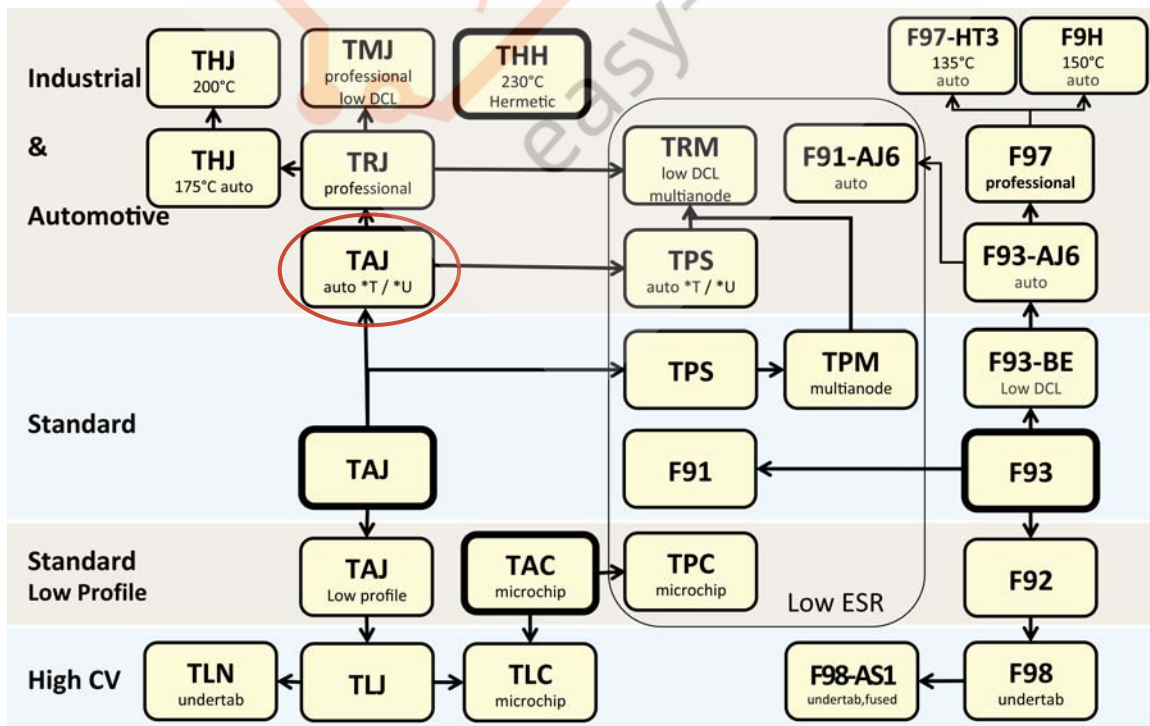 Industrial
&
Automotive
THJ
200°C
TMJ
professional
low DCL
THH
230°C
Hermetic
F97-HT3
135°C
auto
F9H
150°C
auto
THJ
175°C auto
TRJ
professional
TRM
low DCL
multianode
F91-AJ6
auto
F97
professional
TAJ
auto *T / *U
TPS
auto *T / *U
F93-AJ6
auto
Standard
TPS
TPM
multianode
F93-BE
Low DCL
TAJ
F91
F93
Standard
Low Profile
TAJ
Low profile
TAC
microchip
TPC
microchip
Low ESR
F92
High CV
TLN
undertab
TLJ
TLC
microchip
F98-AS1
undertab,fused
F98
undertab
easy-